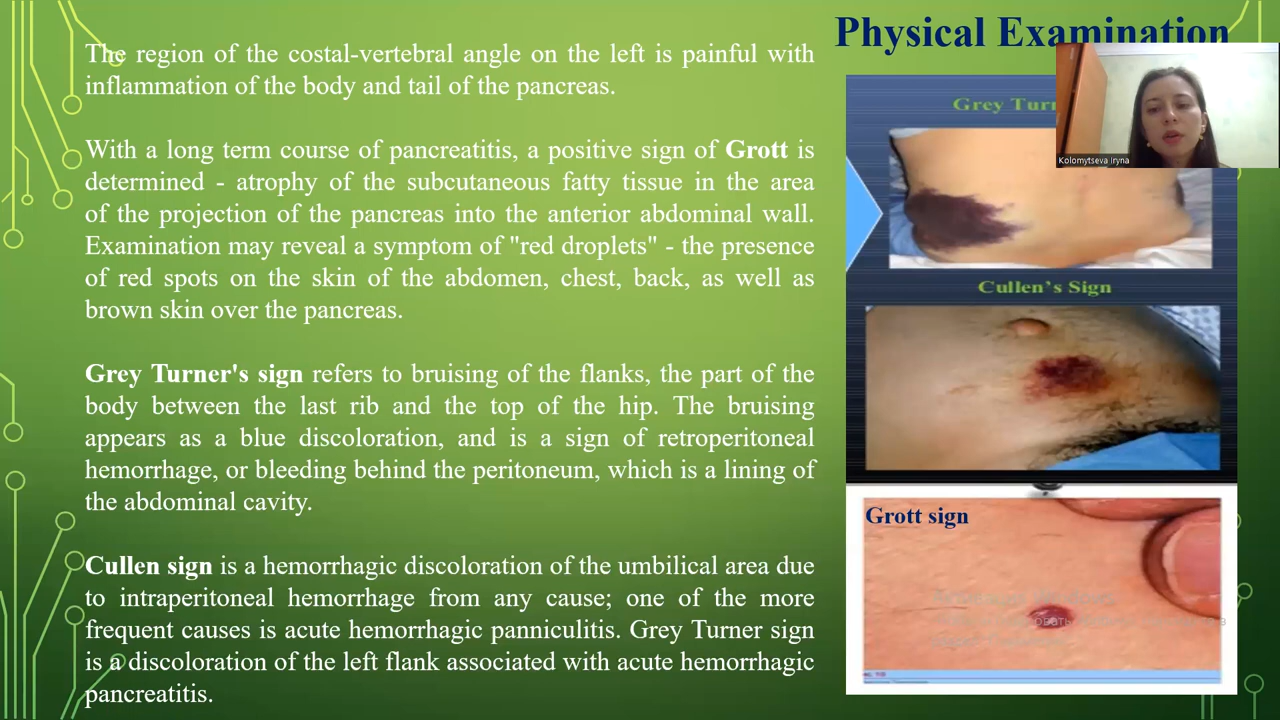 Physical Examination
The region of the costal-vertebral angle on the left is painful with
inflammation of the body and tail of the pancreas.
With a long term course of pancreatitis, a positive sign of Grott is
determined - atrophy of the subcutaneous fatty tissue in the area
of the projection of the pancreas into the anterior abdominal wall.
Examination may reveal a symptom of "red droplets" - the presence
of red spots on the skin of the abdomen, chest, back, as well as
brown skin over the pancreas.
Grey Turner's sign refers to bruising of the flanks, the part of the
body between the last rib and the top of the hip. The bruising
appears as a blue discoloration, and is a sign of retroperitoneal
hemorrhage, or bleeding behind the peritoneum, which is a lining of
the abdominal cavity.
Cullen sign is a hemorrhagic discoloration of the umbilical area due
to intraperitoneal hemorrhage from any cause; one of the more
frequent causes is acute hemorrhagic panniculitis. Grey Turner sign
is a discoloration of the left flank associated with acute hemorrhagic
pancreatitis.
Grey Tur
Kolomytseva Iryna
Cullen's Sign
Grott sign